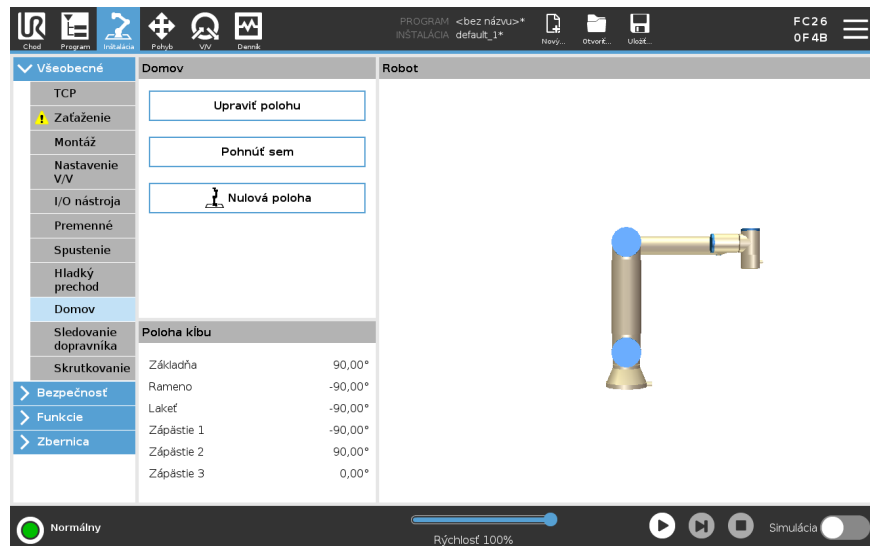 UR
Chod
Program
Inštalácia
Pohyb
V/V
Denník
PROGRAM <bez názvu>*
INŠTALÁCIA default_1*
Nový...
Otvoriť...
Uložiť...
FC26
0F4B
Všeobecné
TCP
Zaťaženie
Montáž
Nastavenie
V/V
I/O nástroja
Premenné
Spustenie
Hladký
prechod
Domov
Sledovanie
dopravníka
Skrutkovanie
Bezpečnosť
Funkcie
Zbernica
Domov
Upraviť polohu
Pohnúť sem
Nulová poloha
Poloha kĺbu
Základňa 90,00°
Rameno -90,00°
Lakeť -90,00°
Zápästie 1 -90,00°
Zápästie 2 90,00°
Zápästie 3 0,00°
Robot
Normálny
Rýchlosť 100%
Simulácia